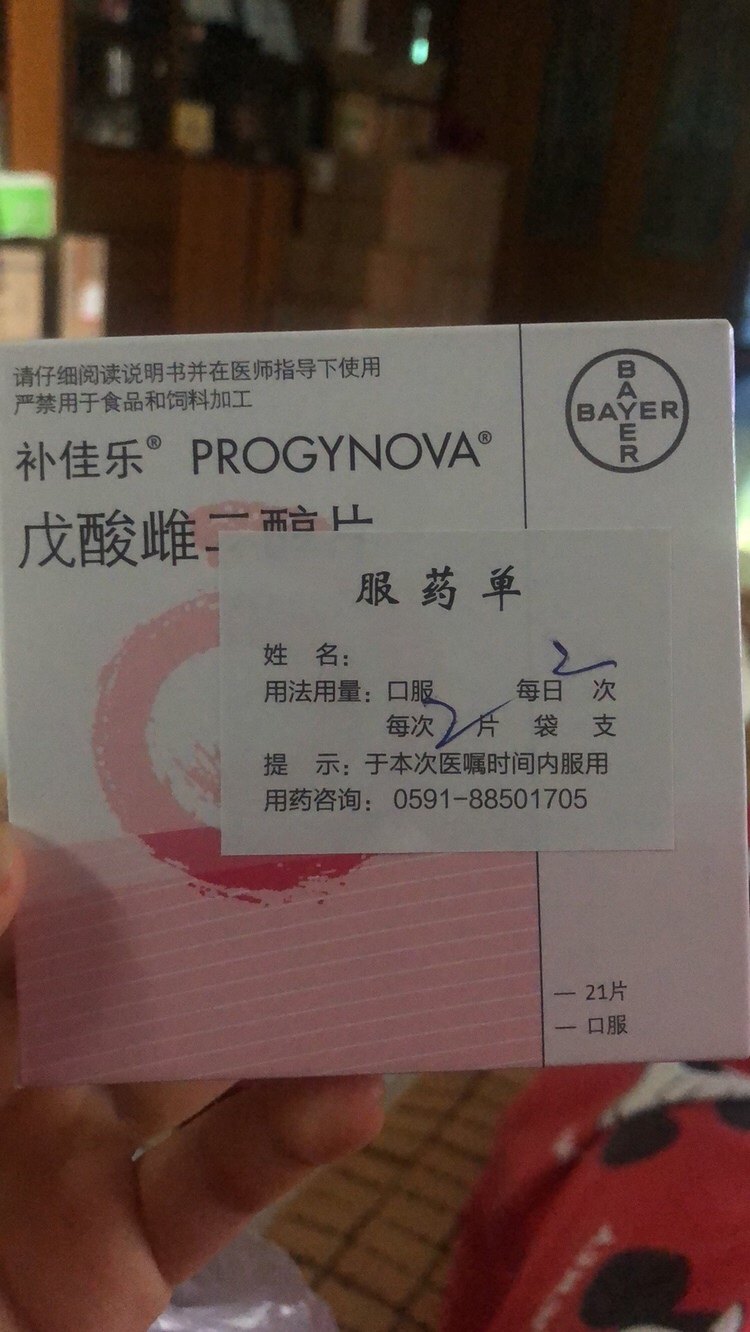 请仔细阅读说明书并在医师指导下使用
严禁用于食品和饲料加工
补佳乐® PROGYNOVA®
戊酸雌二醇片
BAYER
BAYER
服药单
姓 名：
用法用量：口服 每日 2 次
每次 2 片 袋 支
提 示：于本次医嘱时间内服用
用药咨询： 0591-88501705
— 21片
— 口服